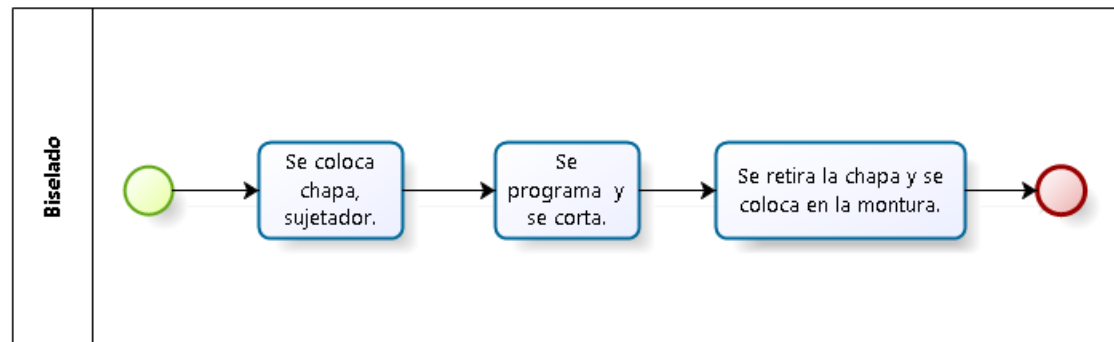 Biselado
Se coloca
chapa,
sujetador.
Se
programa y
se corta.
Se retira la chapa y se
coloca en la montura.